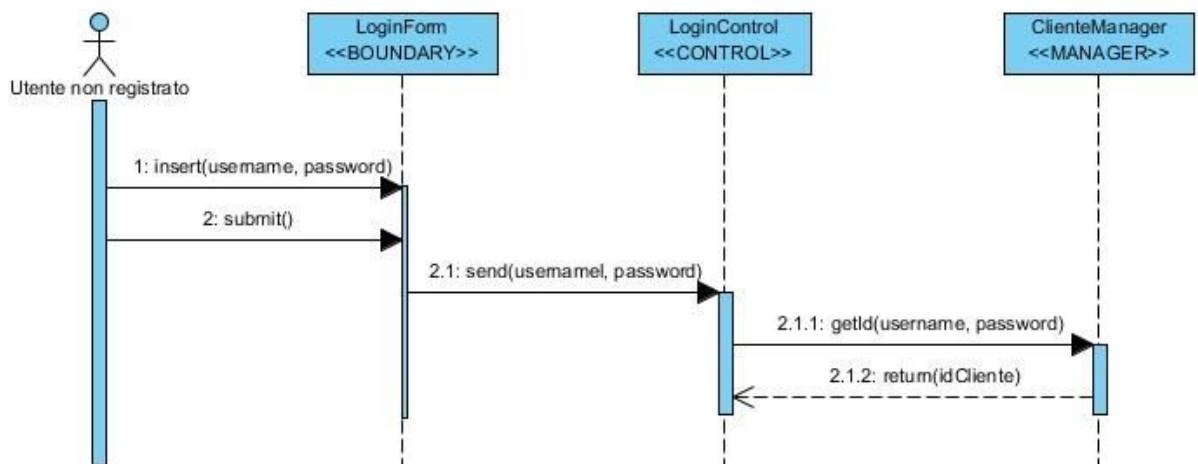 LoginForm
<<BOUNDARY>>
LoginControl
<<CONTROL>>
ClienteManager
<<MANAGER>>
Utente non registrato
1: insert(username, password)
2: submit()
2.1: send(usernamel, password)
2.1.1: getId(username, password)
2.1.2: return(idCliente)